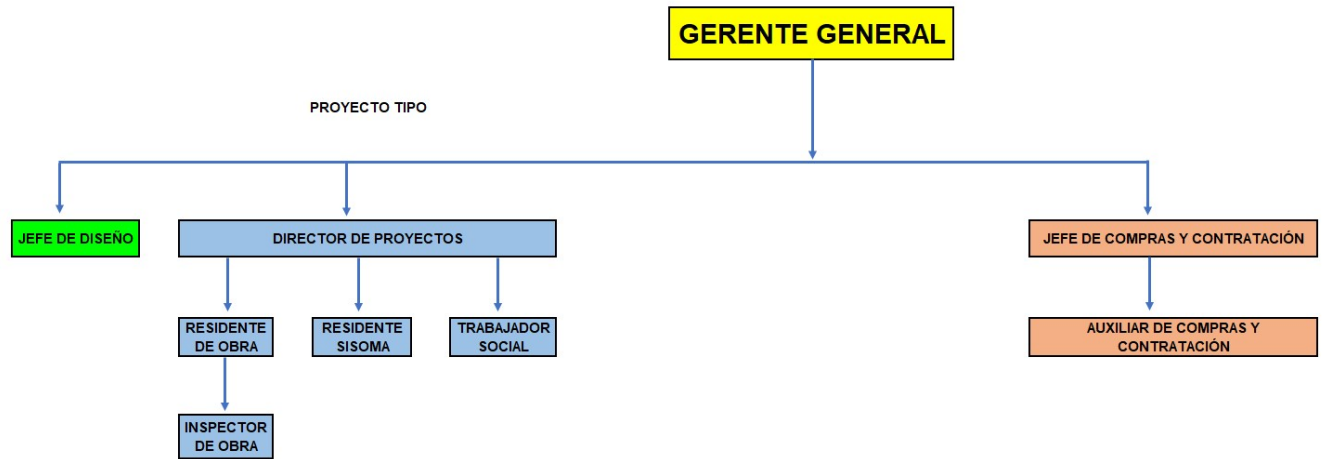 GERENTE GENERAL
PROYECTO TIPO
JEFE DE DISEÑO
DIRECTOR DE PROYECTOS
JEFE DE COMPRAS Y CONTRATACIÓN
RESIDENTE
DE OBRA
RESIDENTE
SISOMA
TRABAJADOR
SOCIAL
AUXILIAR DE COMPRAS Y
CONTRATACIÓN
INSPECTOR
DE OBRA